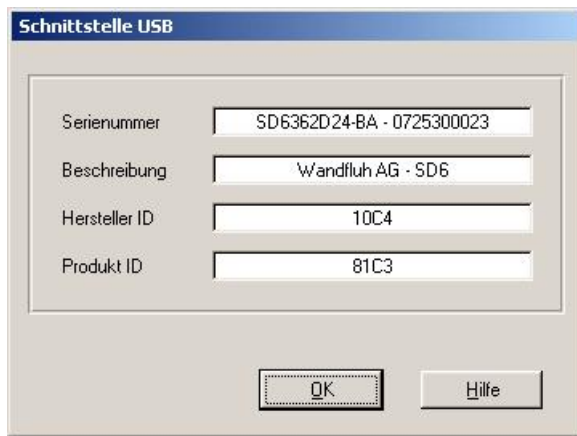 Schnittstelle USB
Serienummer SD6362D24-BA - 0725300023
Beschreibung Wandfluh AG - SD6
Hersteller ID 10C4
Produkt ID 81C3
OK Hilfe